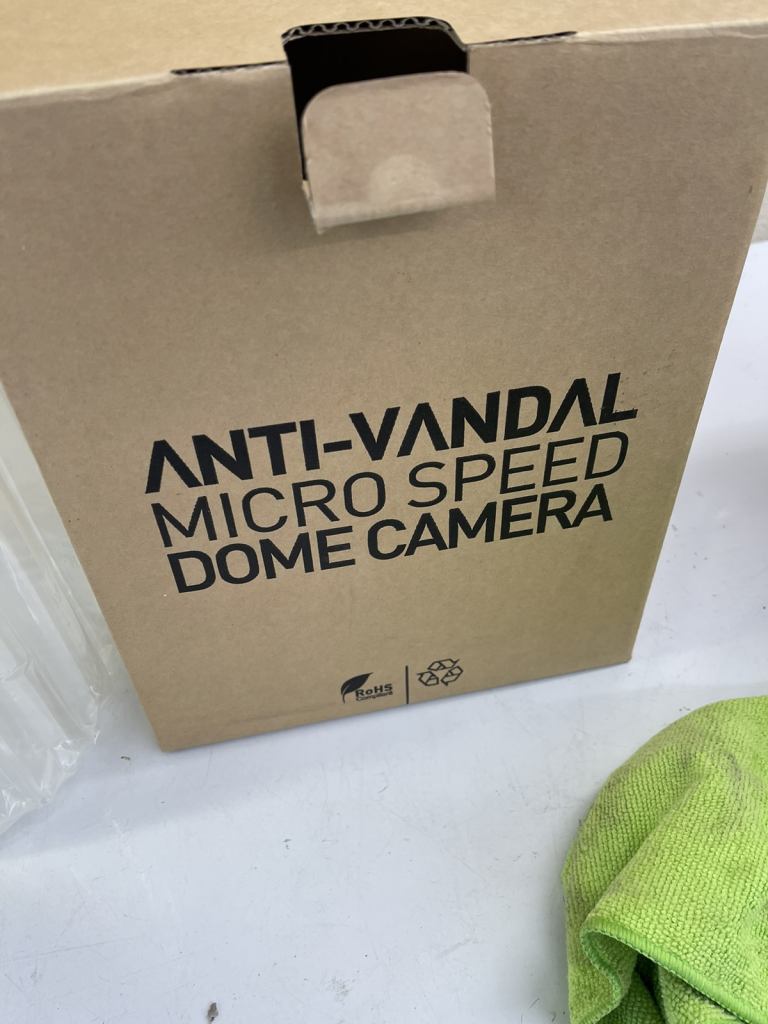 ANTI-VANDAL
MICRO SPEED
DOME CAMERA
RoHS
Compliant